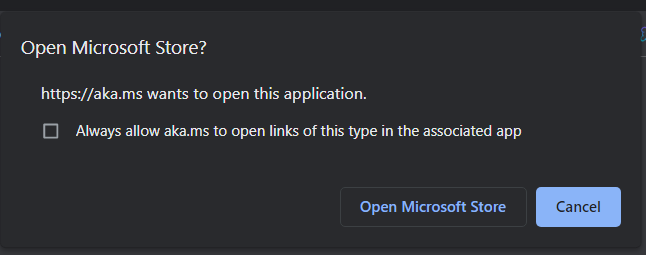 Open Microsoft Store?
https://aka.ms wants to open this application.
Always allow aka.ms to open links of this type in the associated app
Open Microsoft Store
Cancel